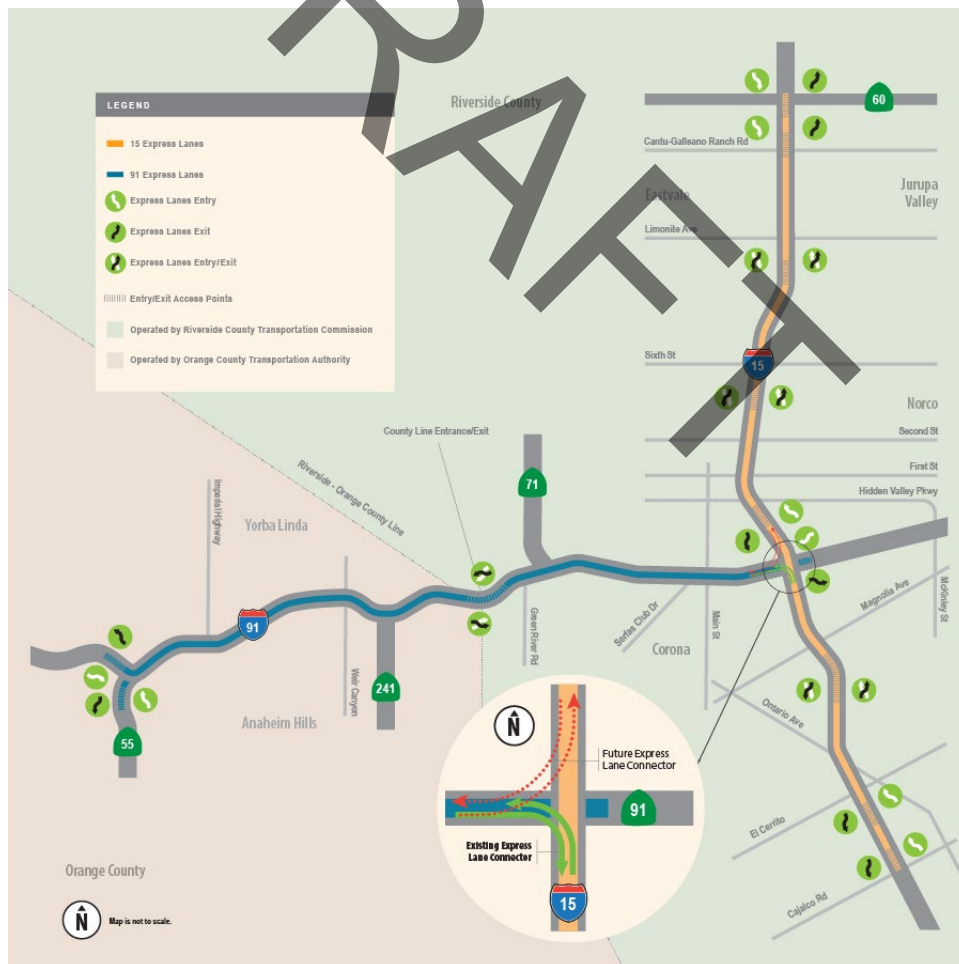 DRAFT
LEGEND
15 Express Lanes
91 Express Lanes
Express Lanes Entry
Express Lanes Exit
Express Lanes Entry/Exit
Entry/Exit Access Points
Operated by Riverside County Transportation Commission
Operated by Orange County Transportation Authority
Riverside County
60
Cantu-Galleano Ranch Rd
Eastvale
Jurupa
Valley
Limonite Ave
Sixth St
15
Norco
Second St
First St
Hidden Valley Pkwy
County Line Entrance/Exit
Riverside - Orange County Line
71
Imperial Highway
Yorba Linda
91
Weir Canyon
241
Anaheim Hills
55
Green River Rd
Serfas Club Dr
Main St
Corona
Magnolia Ave
McKinley St
Ontario Ave
El Cerrito
Cajalco Rd
N
Future Express
Lane Connector
91
Existing Express
Lane Connector
15
Orange County
N
Map is not to scale.